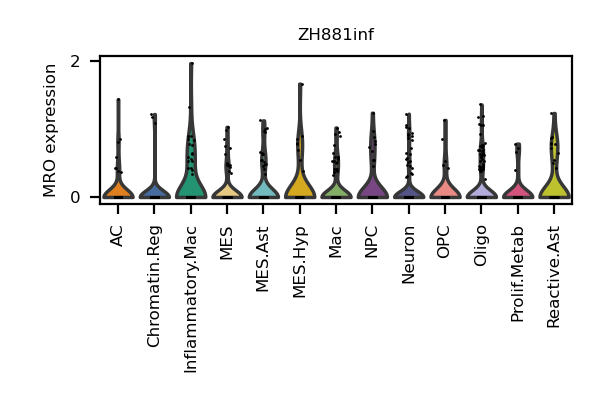 ZH881inf
MRO expression
2
0
AC
Chromatin.Reg
Inflammatory.Mac
MES
MES.Ast
MES.Hyp
Mac
NPC
Neuron
OPC
Oligo
Prolif.Metab
Reactive.Ast